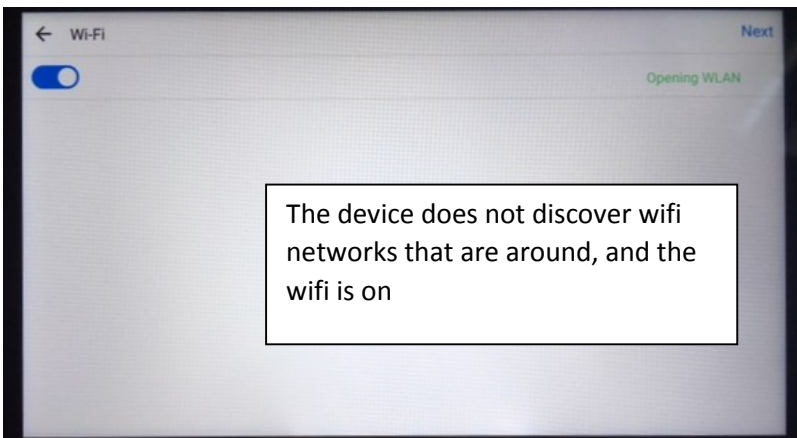 Wi-Fi
Next
Opening WLAN
The device does not discover wifi
networks that are around, and the
wifi is on